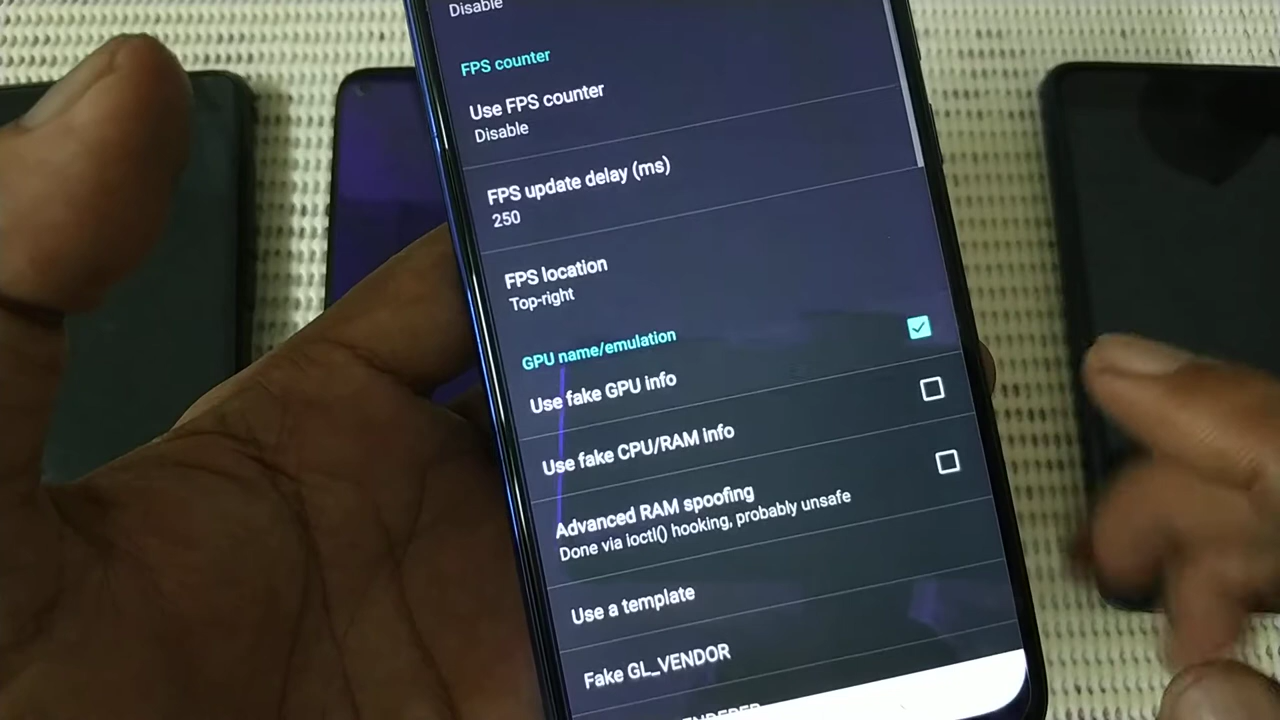 Disable
FPS counter
Use FPS counter
Disable
FPS update delay (ms)
250
FPS location
Top-right
GPU name/emulation
Use fake GPU info
Use fake CPU/RAM info
Advanced RAM spoofing
Done via ioctl() hooking, probably unsafe
Use a template
Fake GL_VENDOR